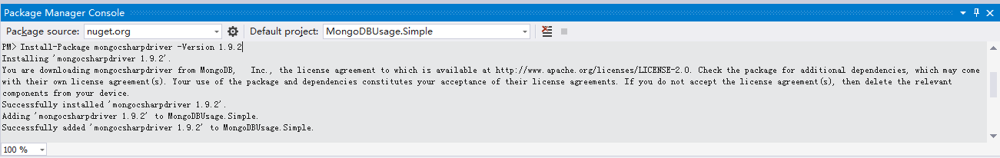 Package Manager Console
Package source: nuget.org Default project: MongoDBUsage.Simple
PM> Install-Package mongocsharpdriver -Version 1.9.2
Installing 'mongocsharpdriver 1.9.2'.
You are downloading mongocsharpdriver from MongoDB, Inc., the license agreement to which is available at http://www.apache.org/licenses/LICENSE-2.0. Check the package for additional dependencies, which may come
with their own license agreement(s). Your use of the package and dependencies constitutes your acceptance of their license agreements. If you do not accept the license agreement(s), then delete the relevant
components from your device.
Successfully installed 'mongocsharpdriver 1.9.2'.
Adding 'mongocsharpdriver 1.9.2' to MongoDBUsage.Simple.
Successfully added 'mongocsharpdriver 1.9.2' to MongoDBUsage.Simple.
100 %